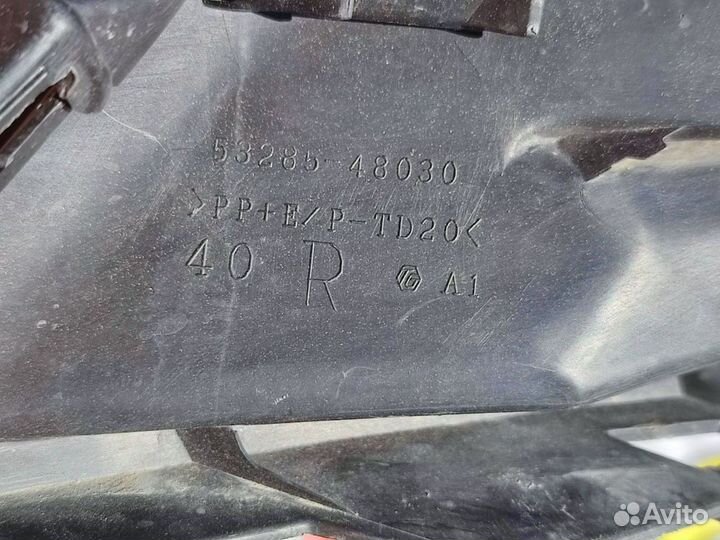 53285-48030
>PP+E/P-TD20<
40 R A1
Avito